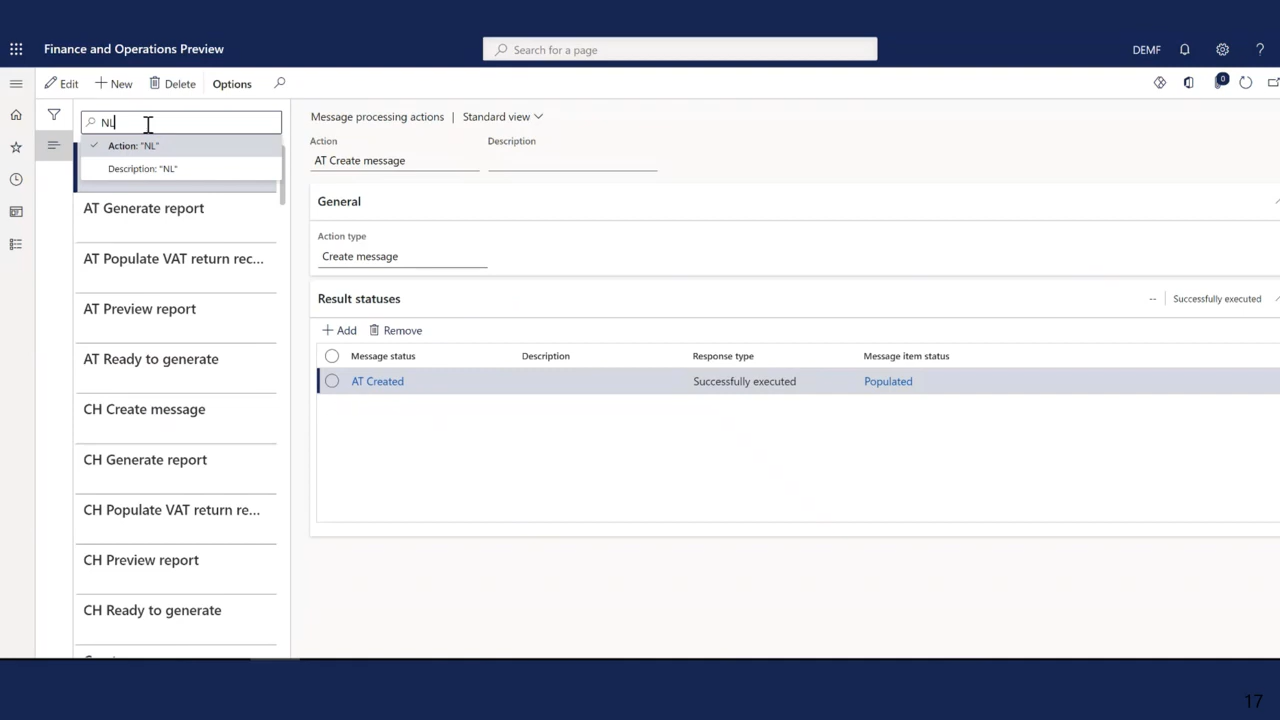 Finance and Operations Preview
Search for a page
DEMF
?
Edit
New
Delete
Options
0
NL
Action: "NL"
Description: "NL"
AT Generate report
AT Populate VAT return rec...
AT Preview report
AT Ready to generate
CH Create message
CH Generate report
CH Populate VAT return re...
CH Preview report
CH Ready to generate
Message processing actions | Standard view
Action
Description
AT Create message
General
Action type
Create message
Result statuses
-- | Successfully executed
Add
Remove
Message status
Description
Response type
Message item status
AT Created
Successfully executed
Populated
17